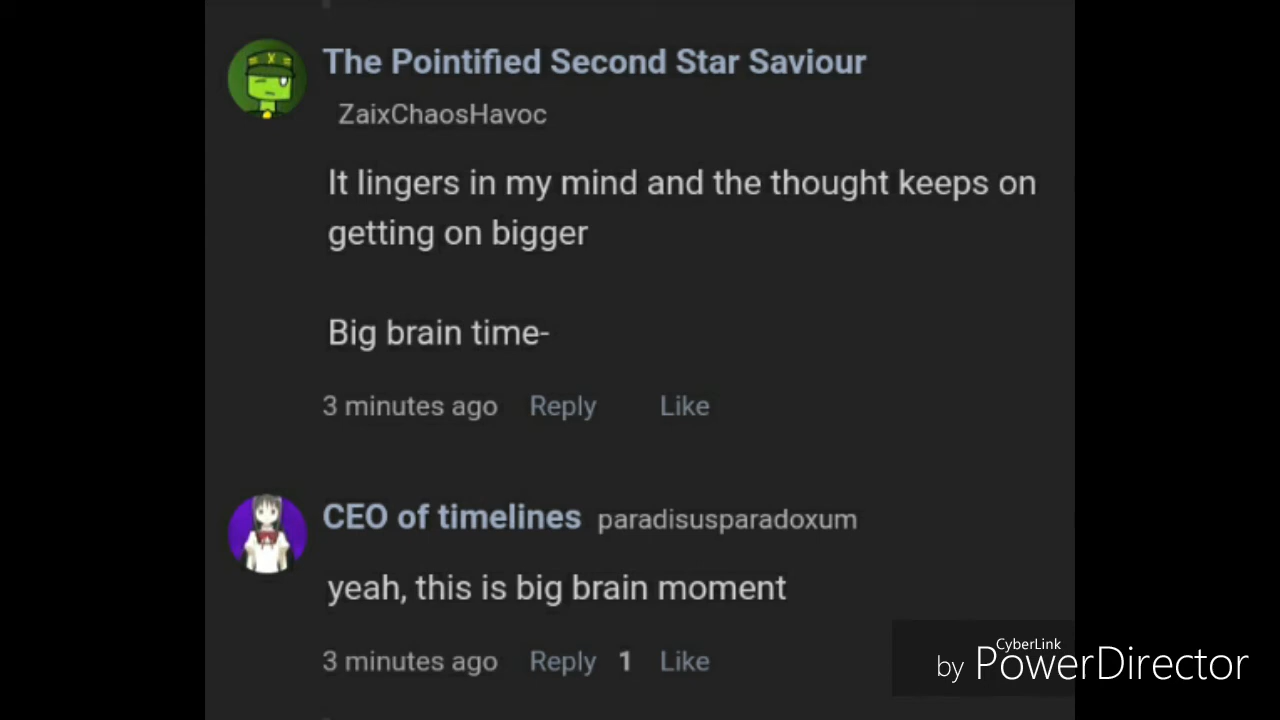 The Pointified Second Star Saviour
ZaixChaosHavoc
It lingers in my mind and the thought keeps on
getting on bigger
Big brain time-
3 minutes ago Reply Like
CEO of timelines paradisusparadoxum
yeah, this is big brain moment
3 minutes ago Reply 1 Like
CyberLink
by PowerDirector